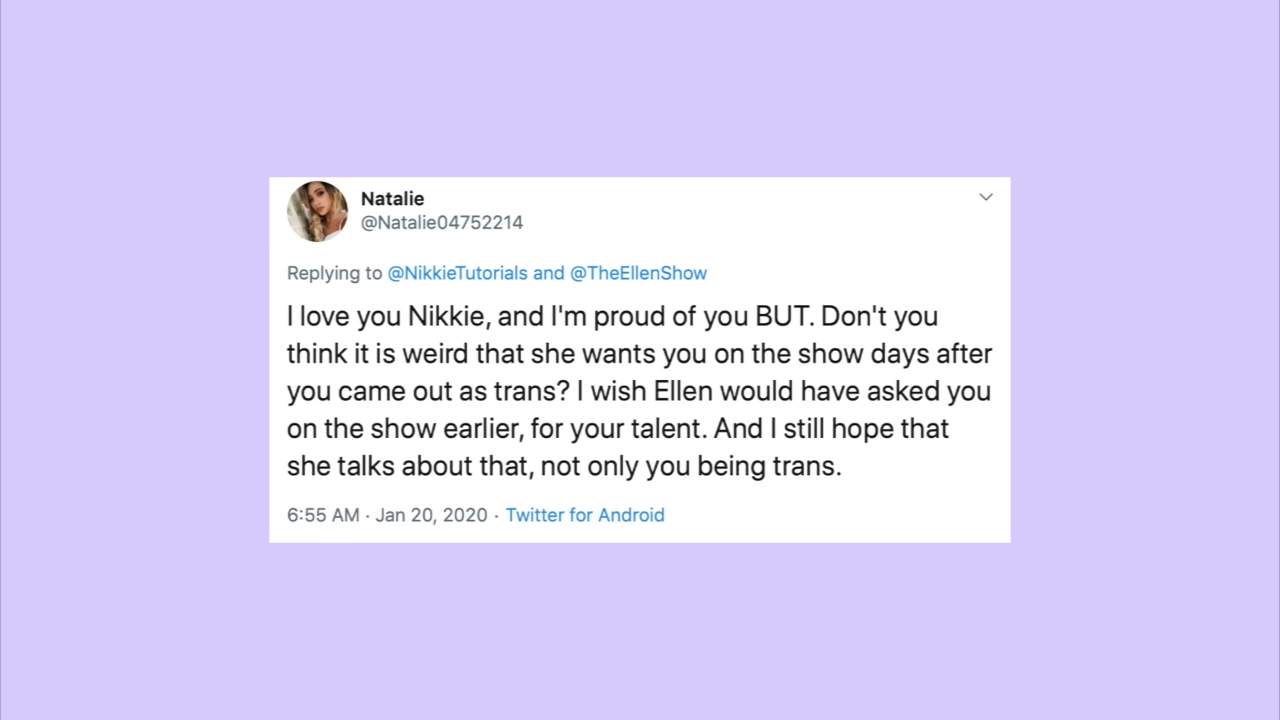 Natalie
@Natalie04752214
Replying to @NikkieTutorials and @TheEllenShow
I love you Nikkie, and I'm proud of you BUT. Don't you
think it is weird that she wants you on the show days after
you came out as trans? I wish Ellen would have asked you
on the show earlier, for your talent. And I still hope that
she talks about that, not only you being trans.
6:55 AM · Jan 20, 2020 · Twitter for Android